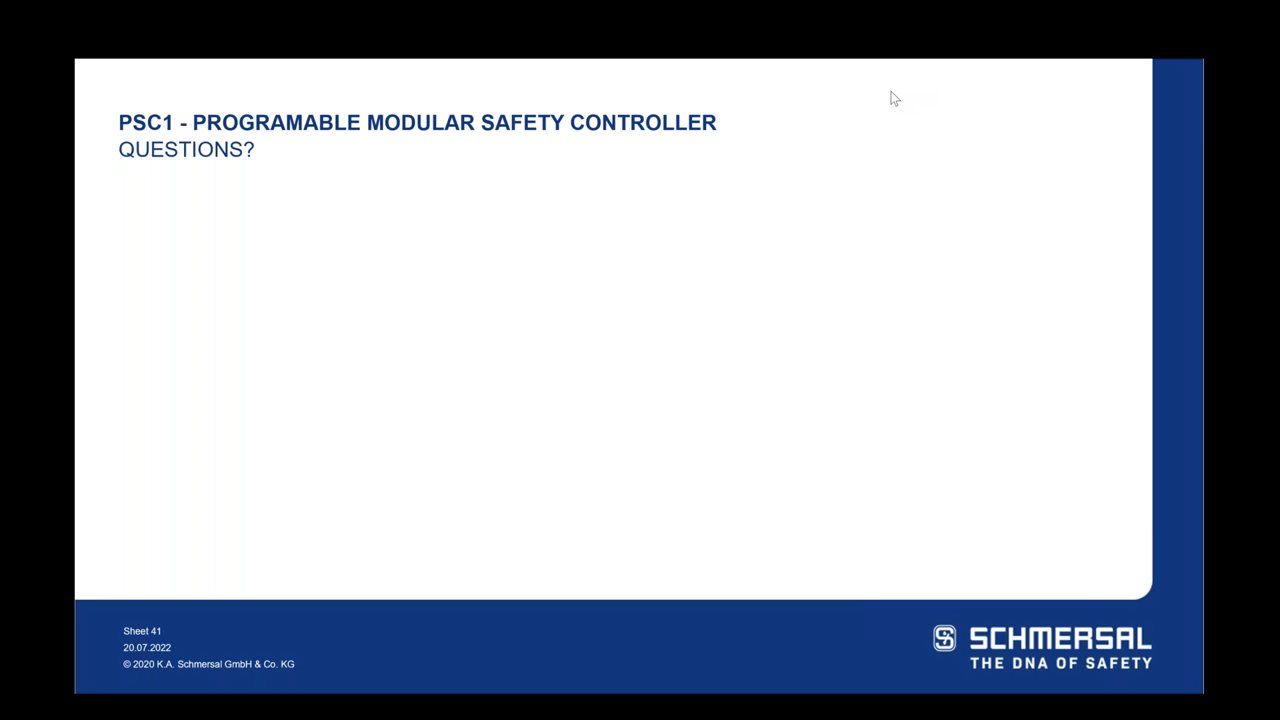 PSC1 - PROGRAMABLE MODULAR SAFETY CONTROLLER
QUESTIONS?
Sheet 41
20.07.2022
© 2020 K.A. Schmersal GmbH & Co. KG
SCHMERSAL
THE DNA OF SAFETY